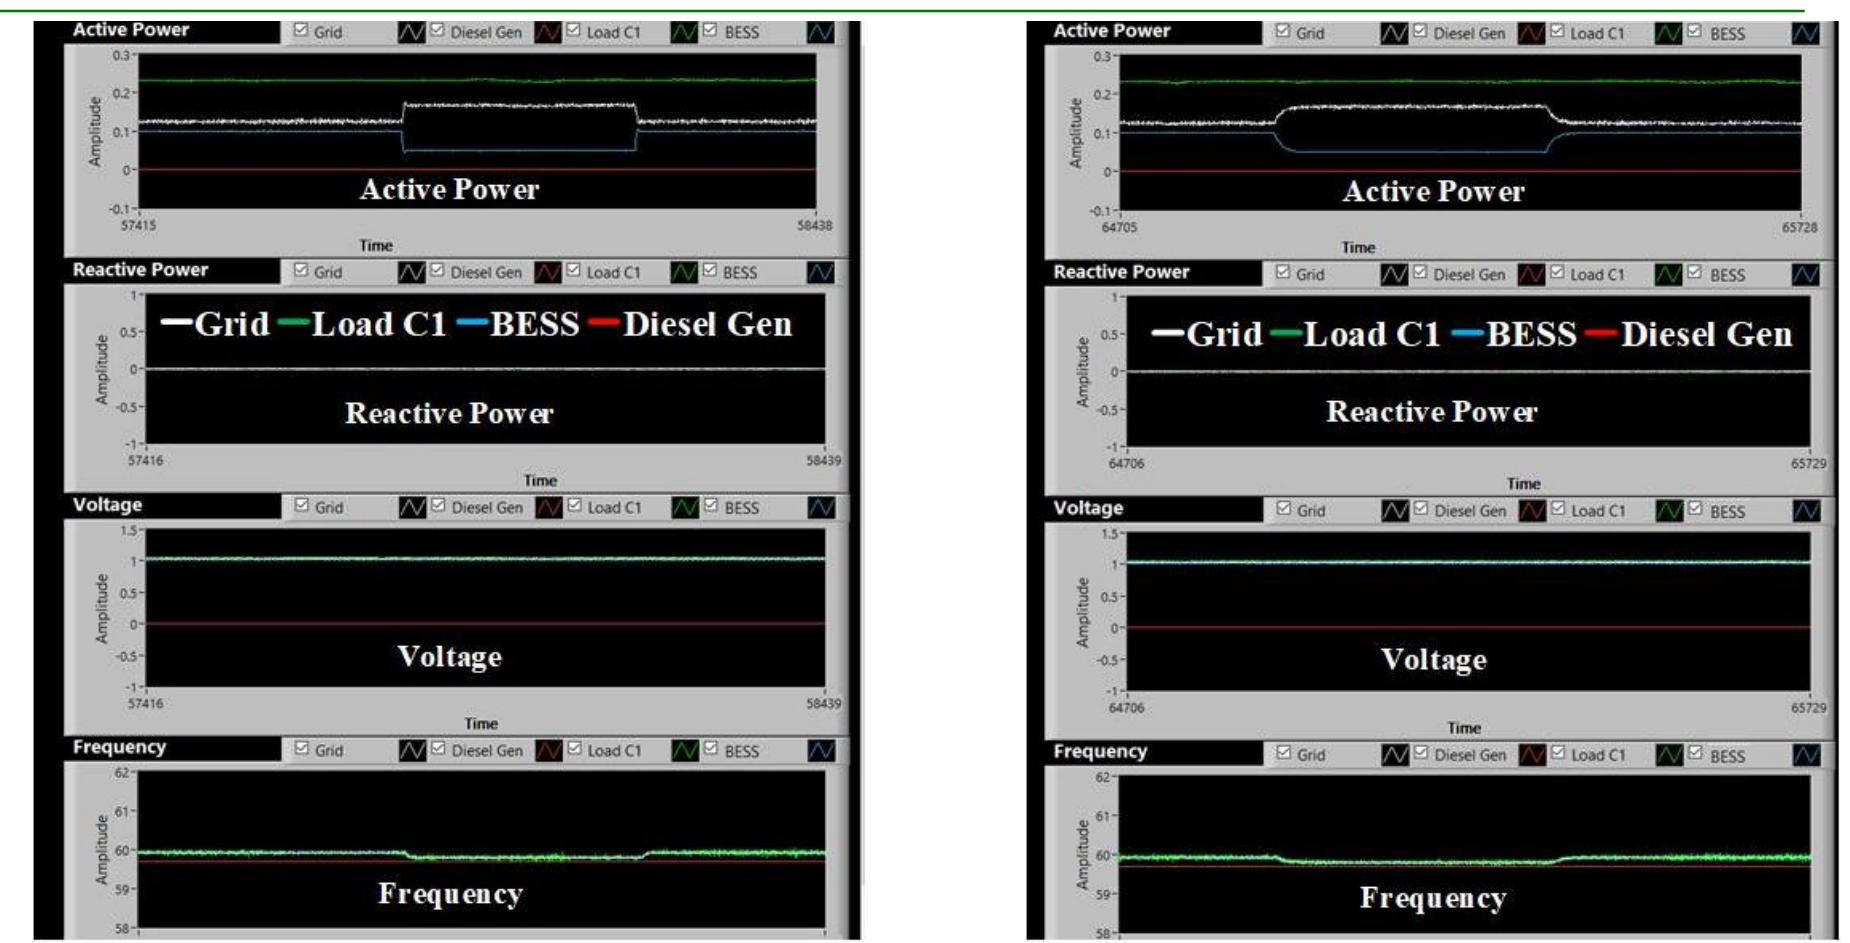 Active Power Grid Diesel Gen Load C1 BESS
0.3
0.2
0.1
0
-0.1
Amplitude
Active Power
57415 58438
Time
Reactive Power Grid Diesel Gen Load C1 BESS
1
0.5
0
-0.5
-1
Amplitude
Grid Load C1 BESS Diesel Gen
Reactive Power
57416 58439
Time
Voltage Grid Diesel Gen Load C1 BESS
1.5
1
0.5
0
-0.5
-1
Amplitude
Voltage
57416 58439
Time
Frequency Grid Diesel Gen Load C1 BESS
62
61
60
59
58
Amplitude
Frequency
Active Power Grid Diesel Gen Load C1 BESS
0.3
0.2
0.1
0
-0.1
Amplitude
Active Power
64705 65728
Time
Reactive Power Grid Diesel Gen Load C1 BESS
1
0.5
0
-0.5
-1
Amplitude
Grid Load C1 BESS Diesel Gen
Reactive Power
64706 65729
Time
Voltage Grid Diesel Gen Load C1 BESS
1.5
1
0.5
0
-0.5
-1
Amplitude
Voltage
64706 65729
Time
Frequency Grid Diesel Gen Load C1 BESS
62
61
60
59
58
Amplitude
Frequency